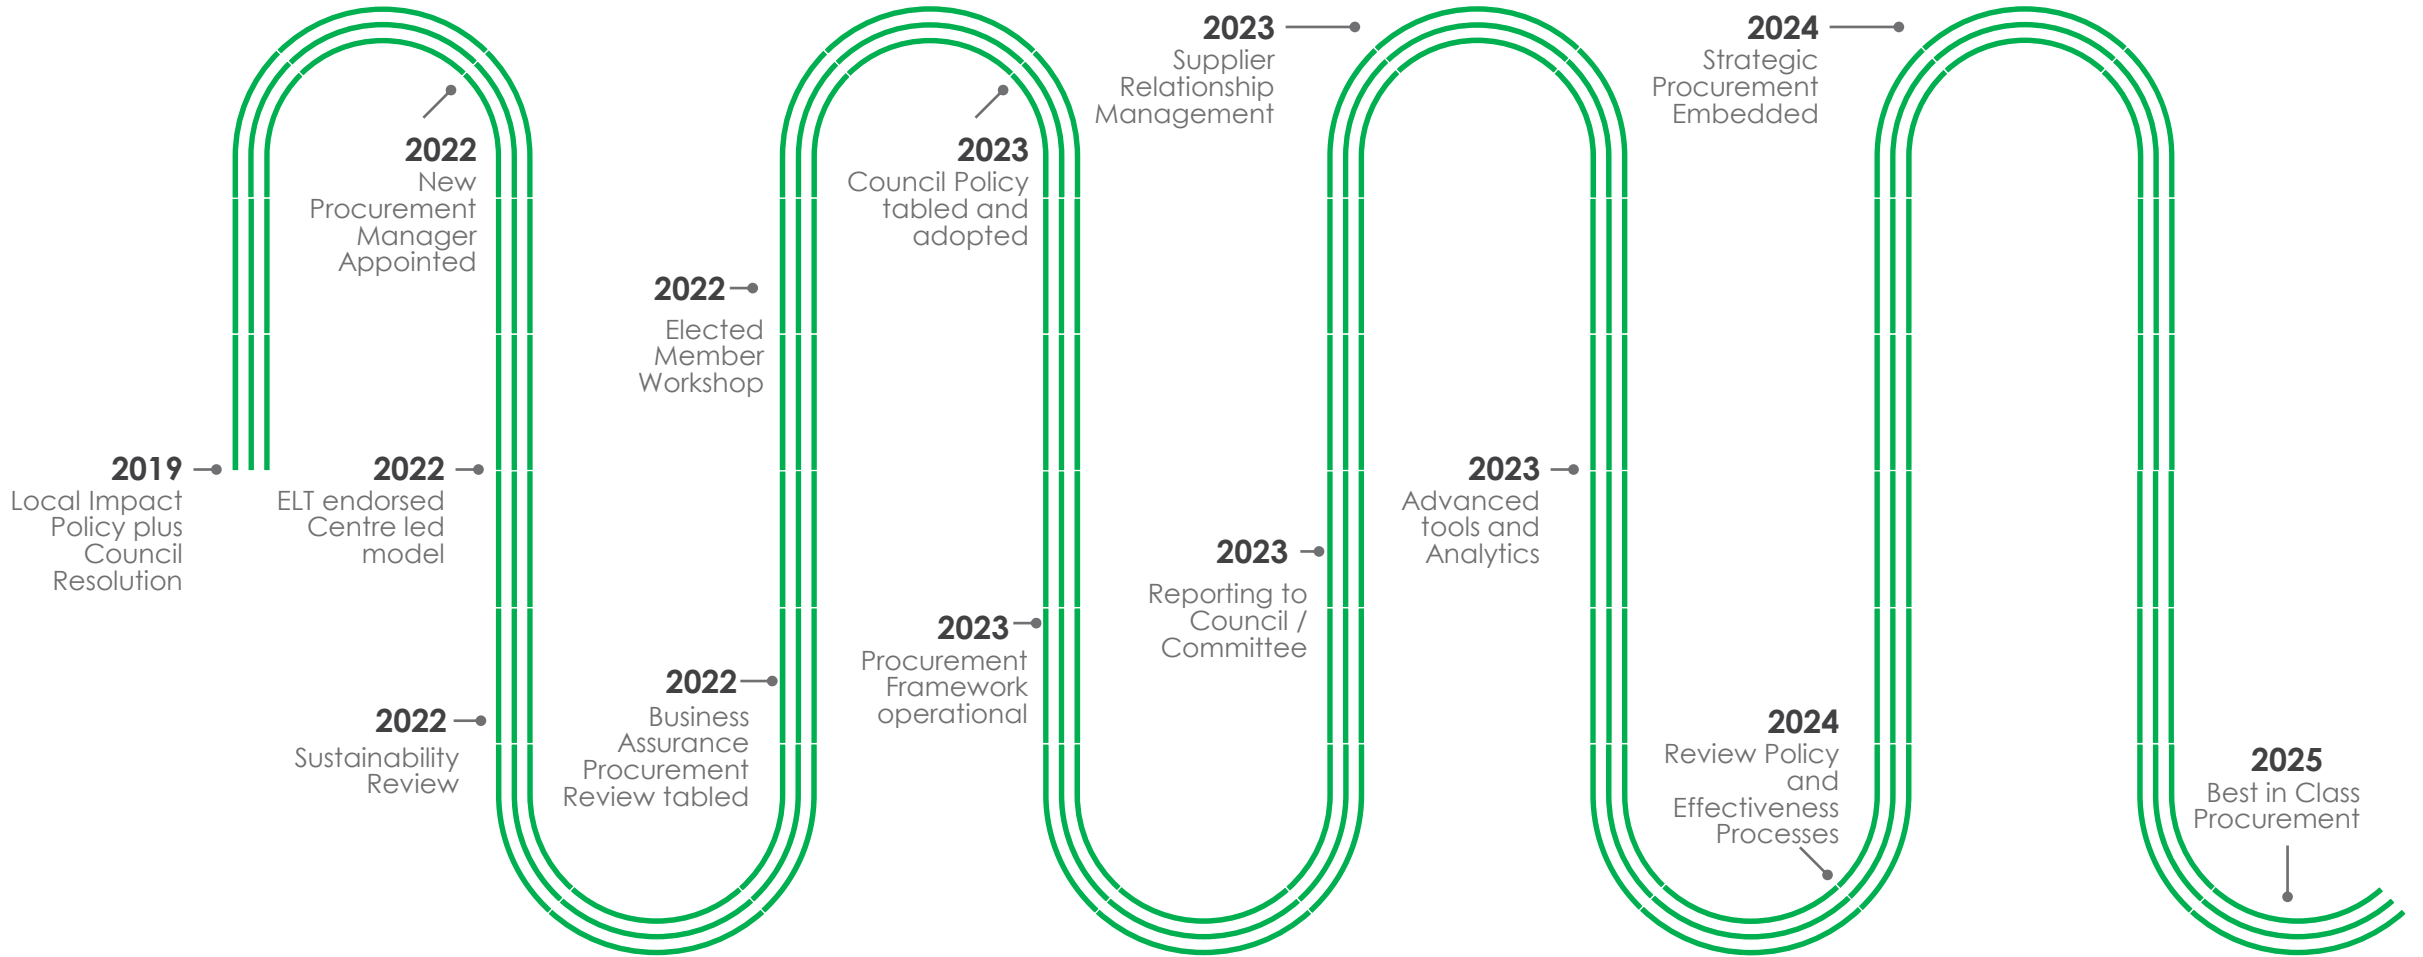 2019
Local Impact
Policy plus
Council
Resolution
2022
New
Procurement
Manager
Appointed
2022
ELT endorsed
Centre led
model
2022
Sustainability
Review
2022
Business
Assurance
Procurement
Review tabled
2022
Elected
Member
Workshop
2023
Council Policy
tabled and
adopted
2023
Procurement
Framework
operational
2023
Reporting to
Council /
Committee
2023
Supplier
Relationship
Management
2023
Advanced
tools and
Analytics
2024
Review Policy
and
Effectiveness
Processes
2024
Strategic
Procurement
Embedded
2025
Best in Class
Procurement